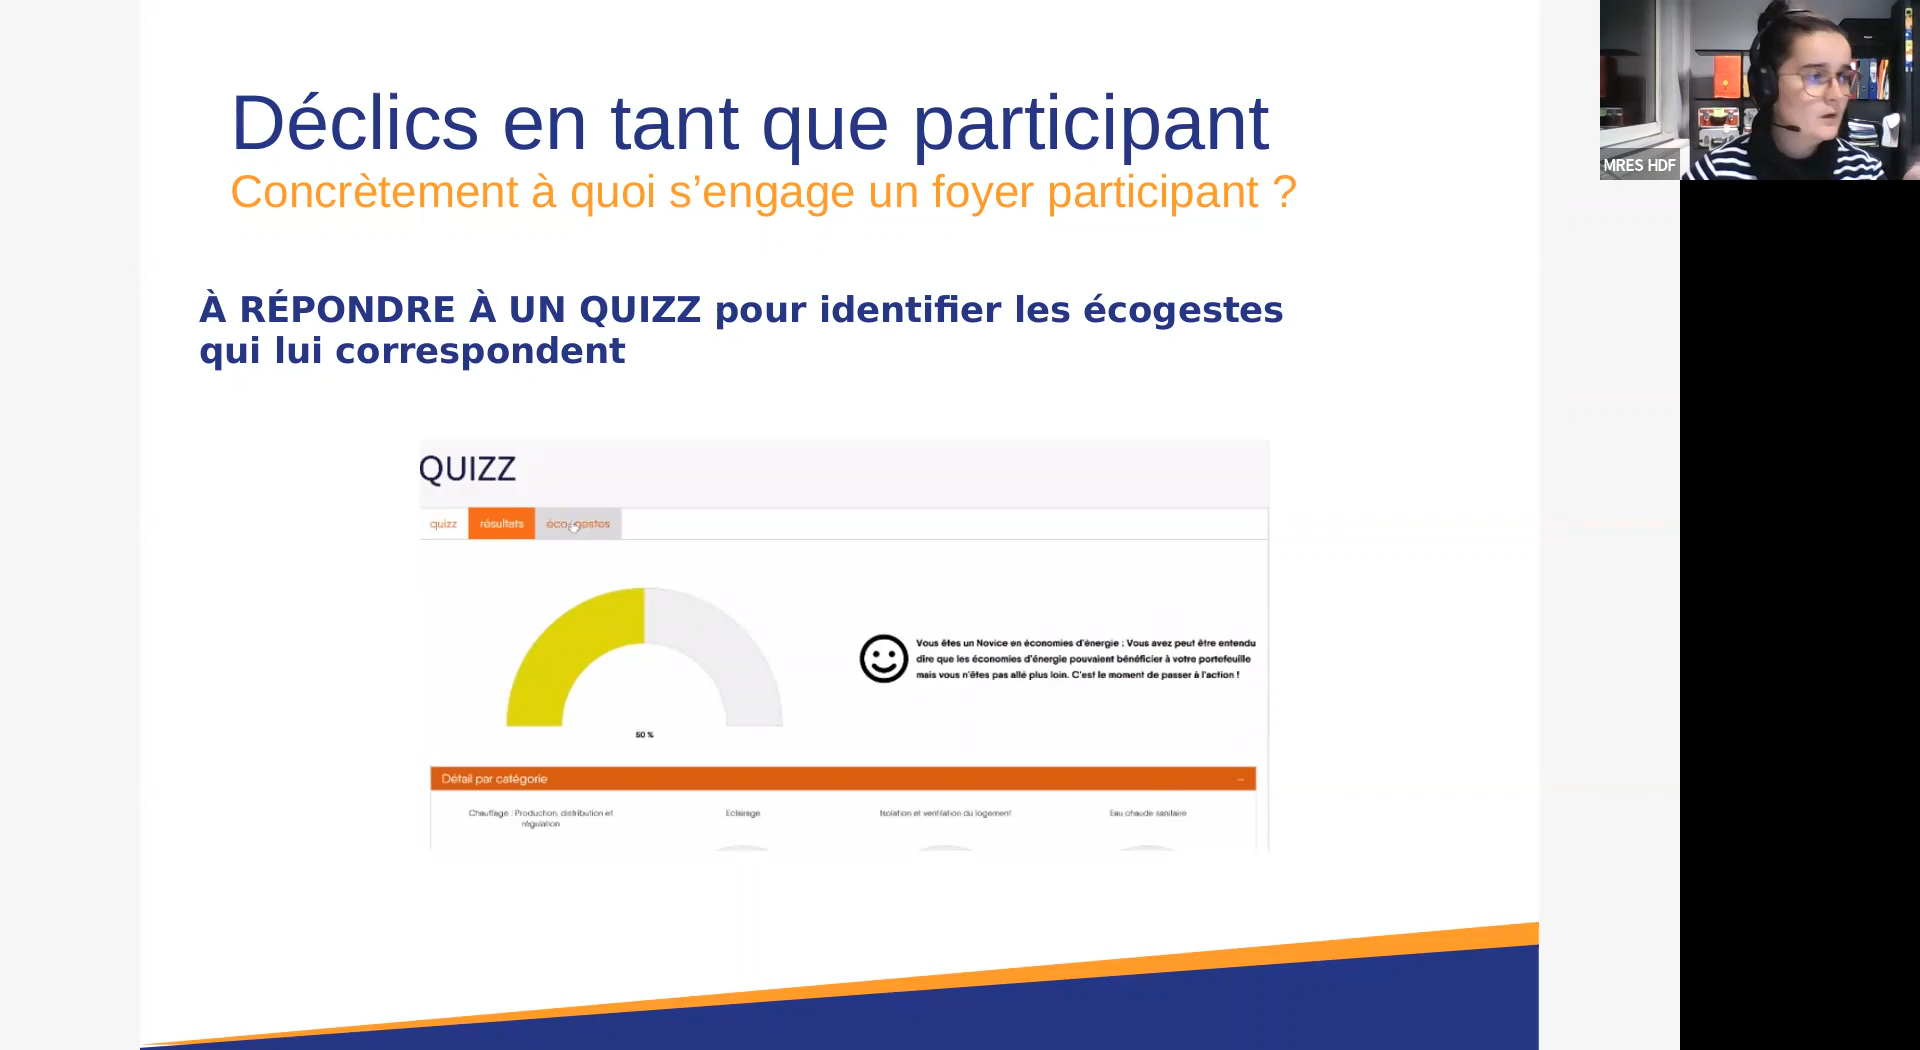 Déclics en tant que participant
Concrètement à quoi s’engage un foyer participant ?
MRES HDF
À RÉPONDRE À UN QUIZZ pour identifier les écogestes
qui lui correspondent
QUIZZ
quizz résultats éco-gestes
Vous êtes un Novice en économies d'énergie : Vous avez peut être entendu
dire que les économies d'énergie pouvaient bénéficier à votre portefeuille
mais vous n'êtes pas allé plus loin. C'est le moment de passer à l'action !
50 %
Détail par catégorie –
Chauffage : Production, distribution et
régulation
Eclairage
Isolation et ventilation du logement
Eau chaude sanitaire